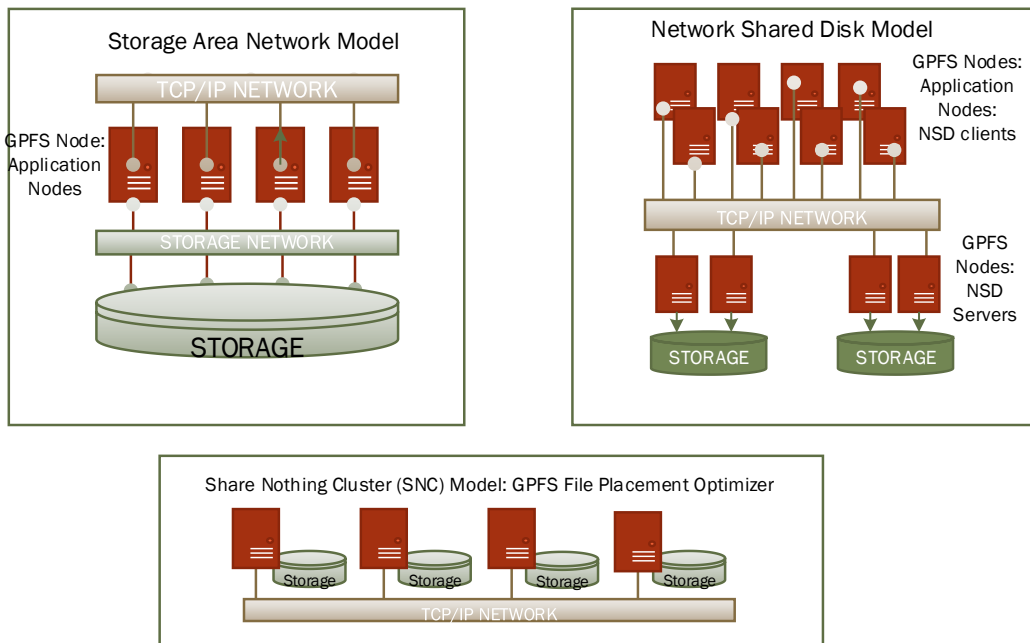 Storage Area Network Model
TCP/IP NETWORK
GPFS Node:
Application
Nodes
STORAGE NETWORK
STORAGE
Network Shared Disk Model
GPFS Nodes:
Application
Nodes:
NSD clients
TCP/IP NETWORK
GPFS
Nodes:
NSD
Servers
STORAGE
STORAGE
Share Nothing Cluster (SNC) Model: GPFS File Placement Optimizer
Storage
Storage
Storage
Storage
TCP/IP NETWORK